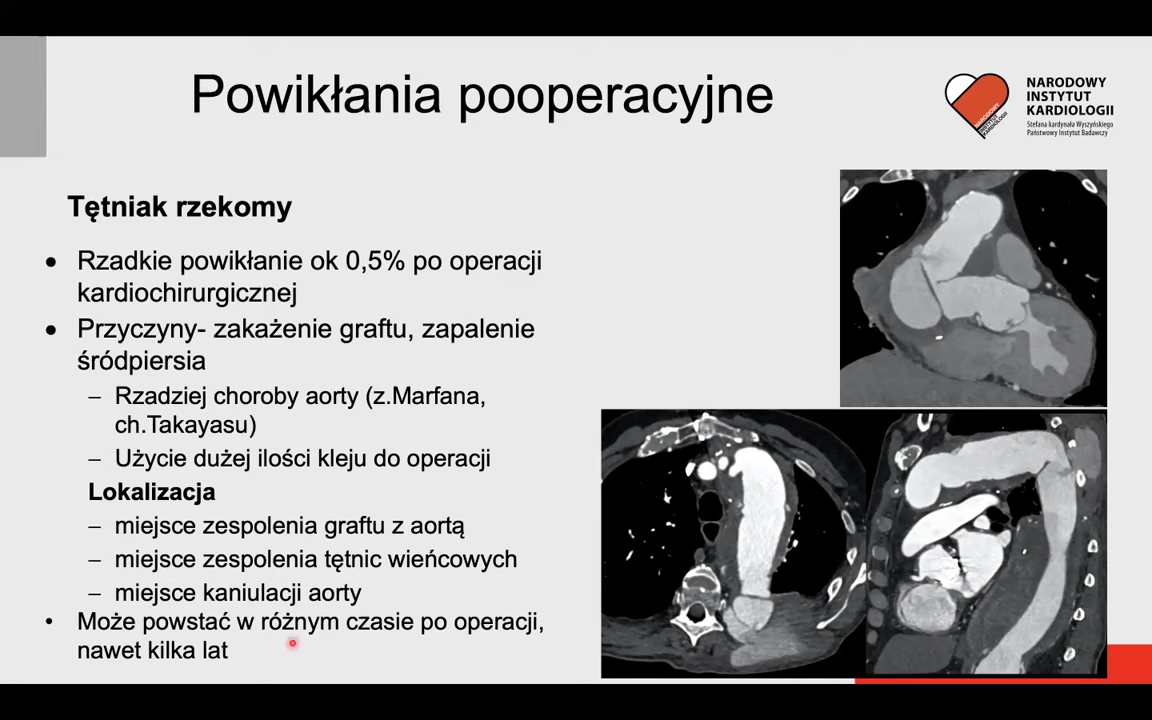 Powikłania pooperacyjne
NARODOWY
INSTYTUT
KARDIOLOGII
Stefana kardynała Wyszyńskiego
Państwowy Instytut Badawczy
NARODOWY
INSTYTUT
KARDIOLOGII
Tętniak rzekomy
• Rzadkie powikłanie ok 0,5% po operacji
kardiochirurgicznej
• Przyczyny- zakażenie graftu, zapalenie
śródpiersia
– Rzadziej choroby aorty (z.Marfana,
ch.Takayasu)
– Użycie dużej ilości kleju do operacji
Lokalizacja
– miejsce zespolenia graftu z aortą
– miejsce zespolenia tętnic wieńcowych
– miejsce kaniulacji aorty
• Może powstać w różnym czasie po operacji,
nawet kilka lat